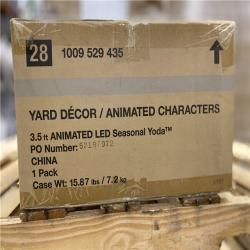 28
1009 529 435
YARD DÉCOR / ANIMATED CHARACTERS
3.5 ft ANIMATED LED Seasonal Yoda™
PO Number:
CHINA
1 Pack
Case Wt: 15.87 lbs / 7.2 kg